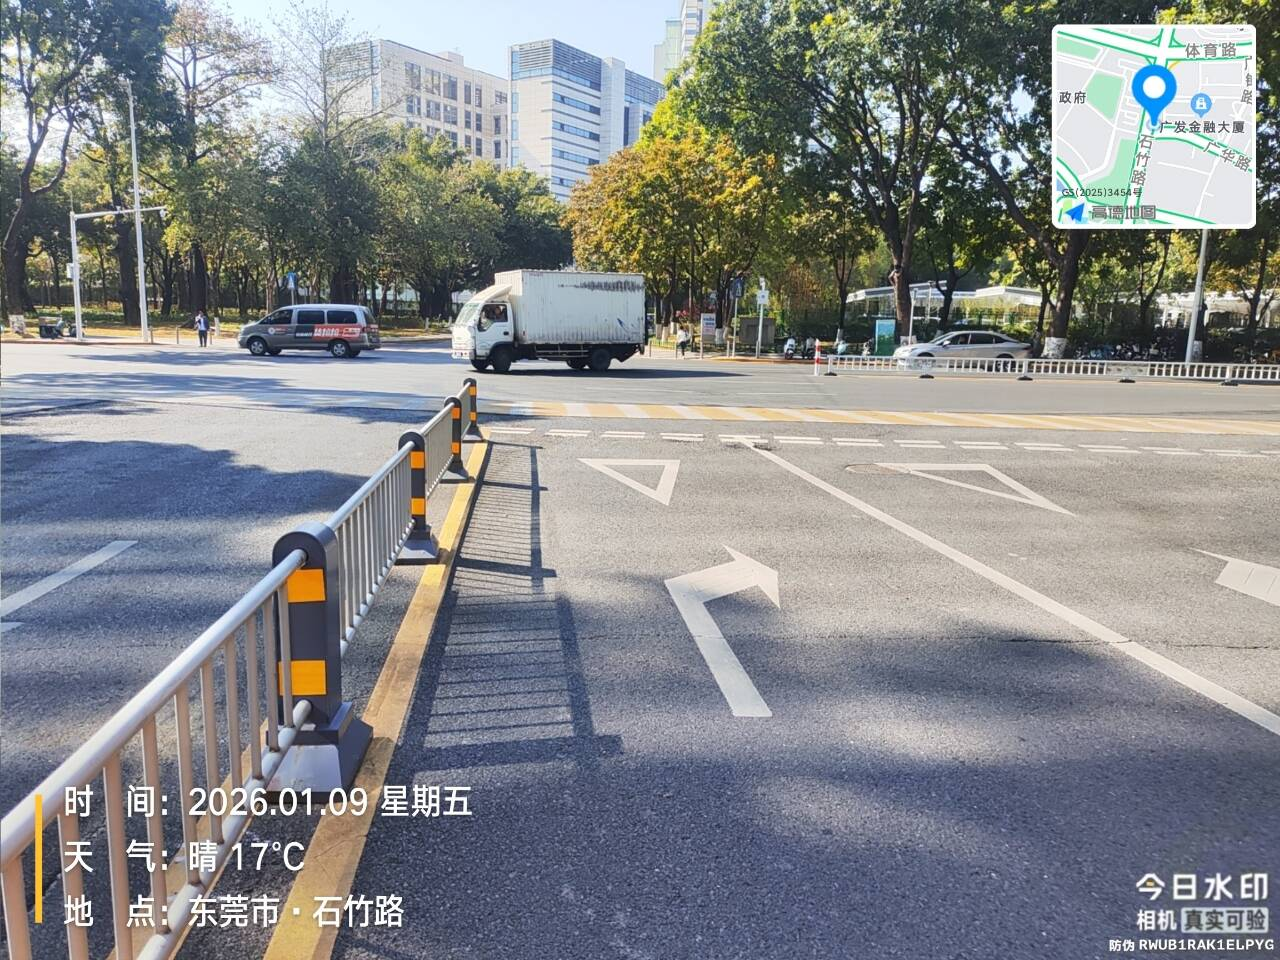 体育路
政府
广发金融大厦
石竹路
广华路
GS(2025)3454号
高德地图
时 间: 2026.01.09 星期五
天 气: 晴 17°C
地 点: 东莞市·石竹路
今日水印
相机 真实可验
防伪 RWUB1RAK1ELPYG